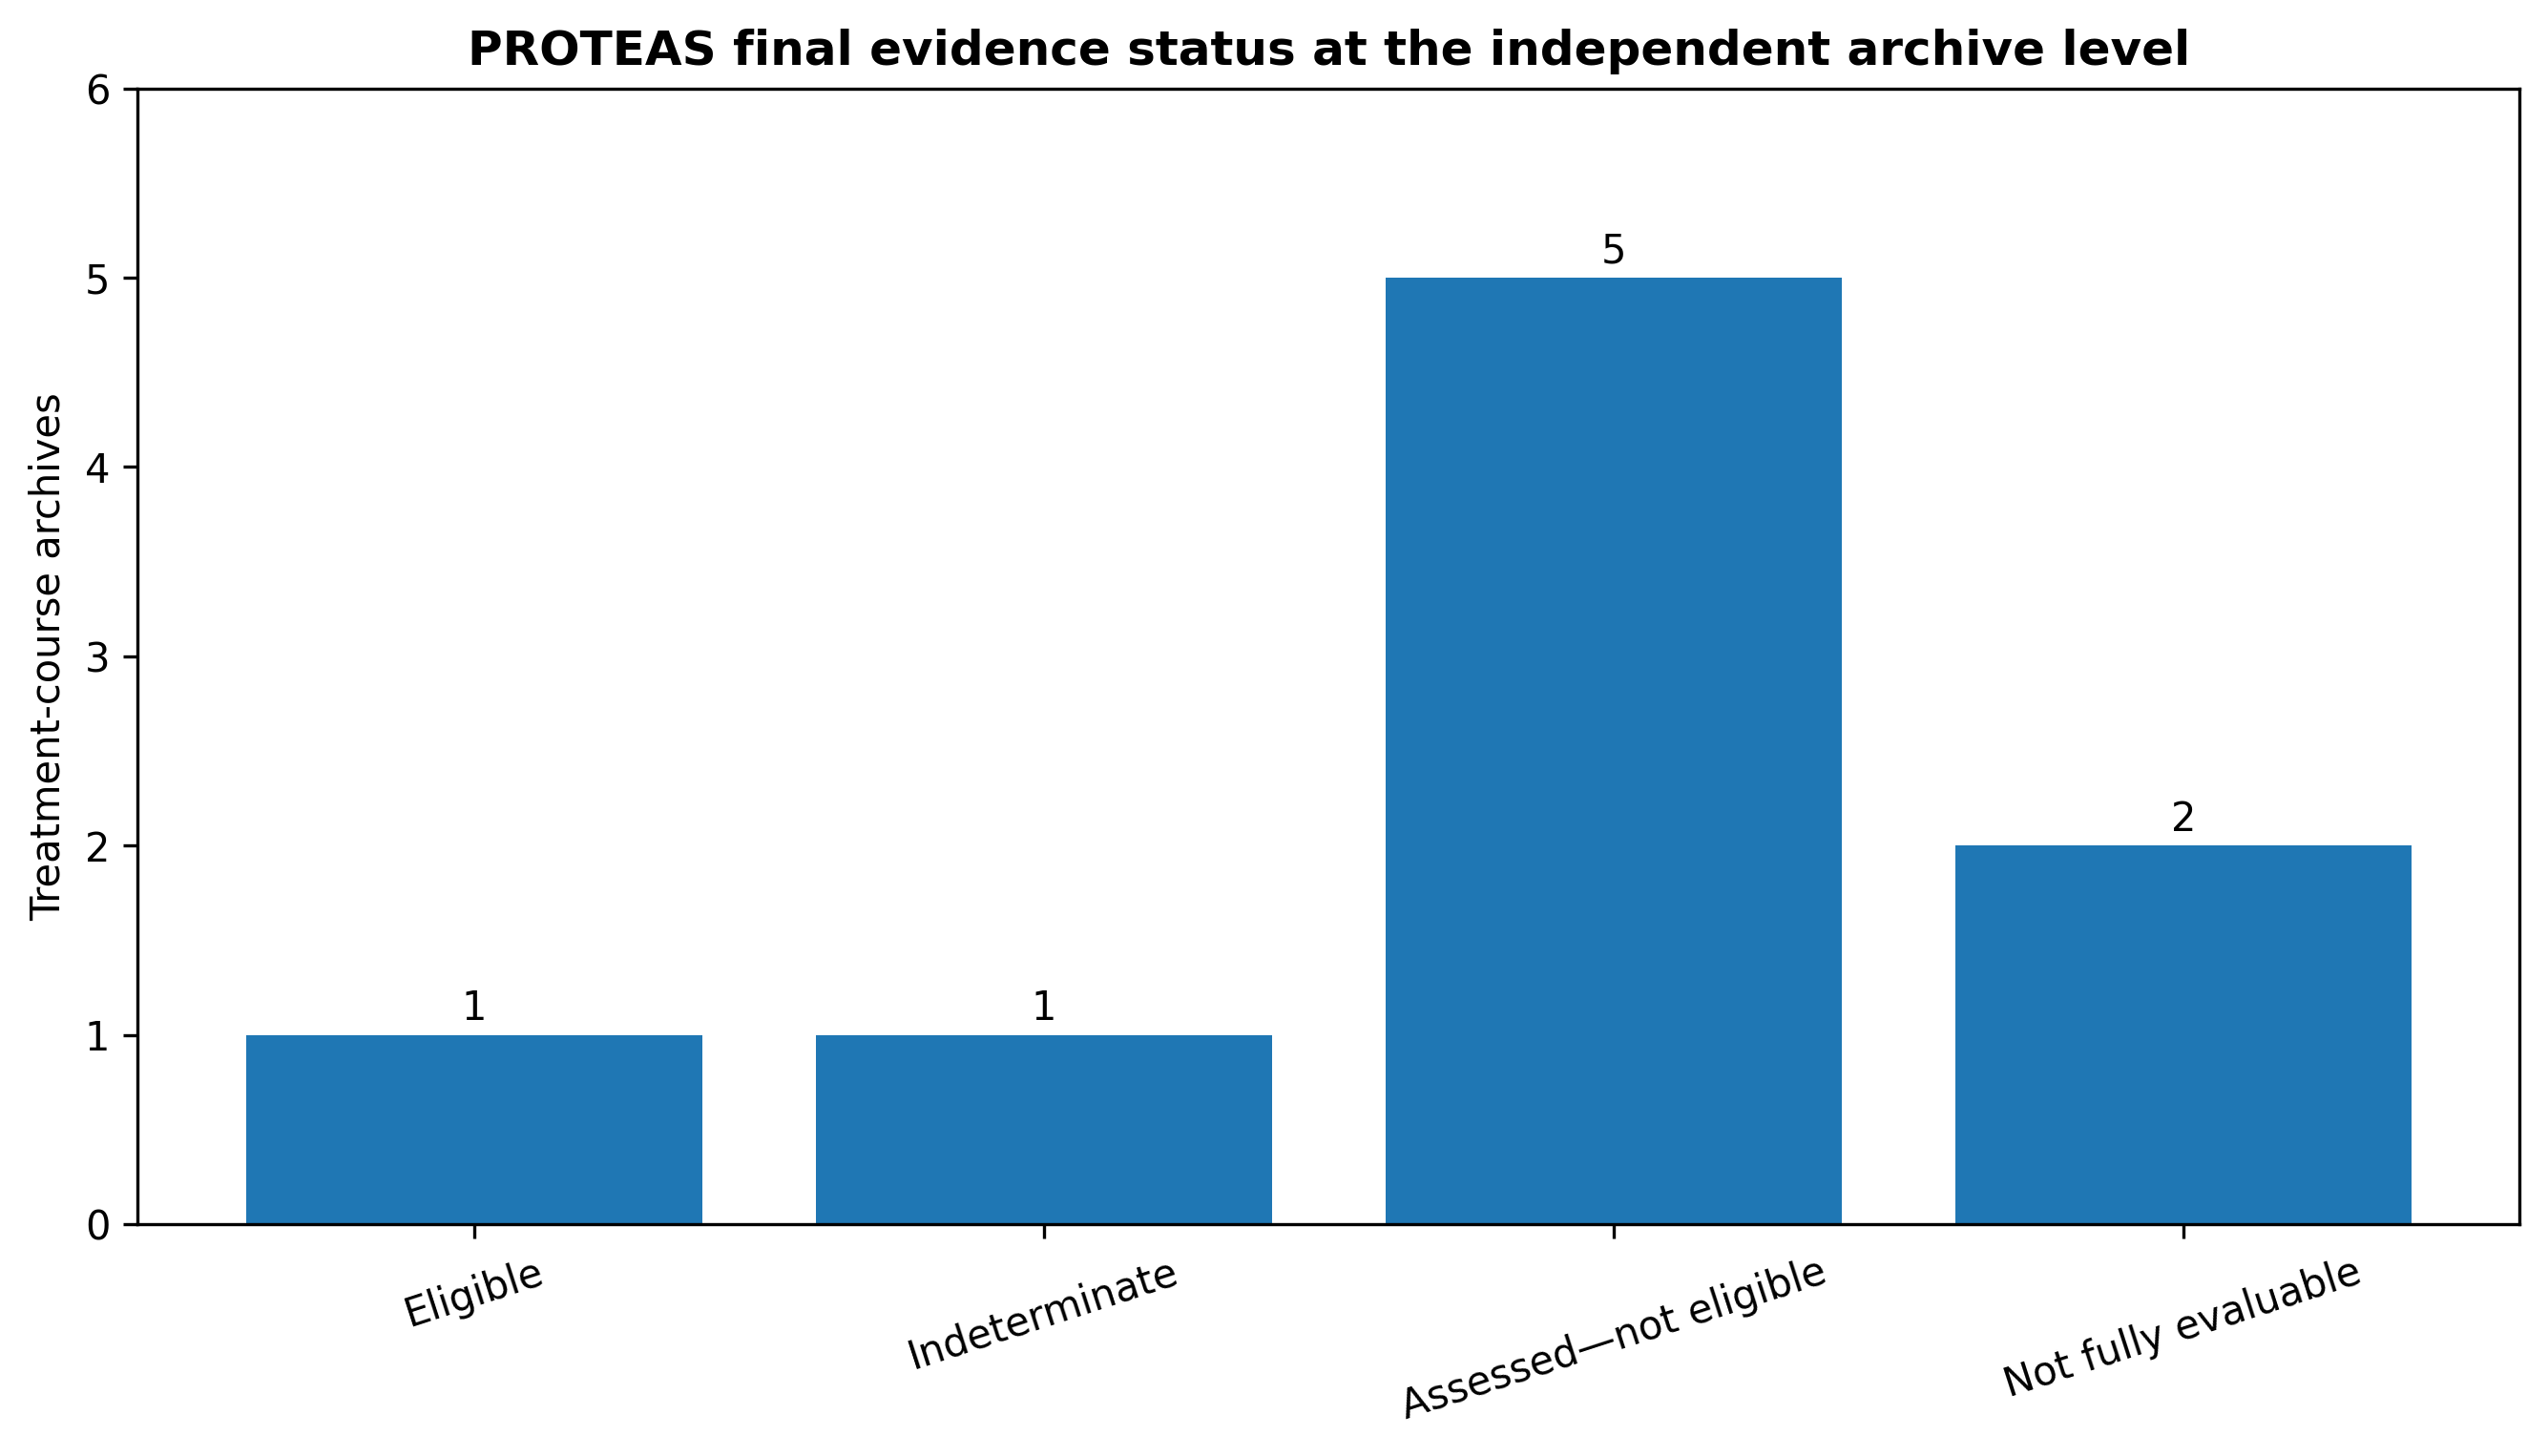 PROTEAS final evidence status at the independent archive level
Treatment-course archives
6
5
4
3
2
1
0
1
1
5
2
Eligible
Indeterminate
Assessed—not eligible
Not fully evaluable